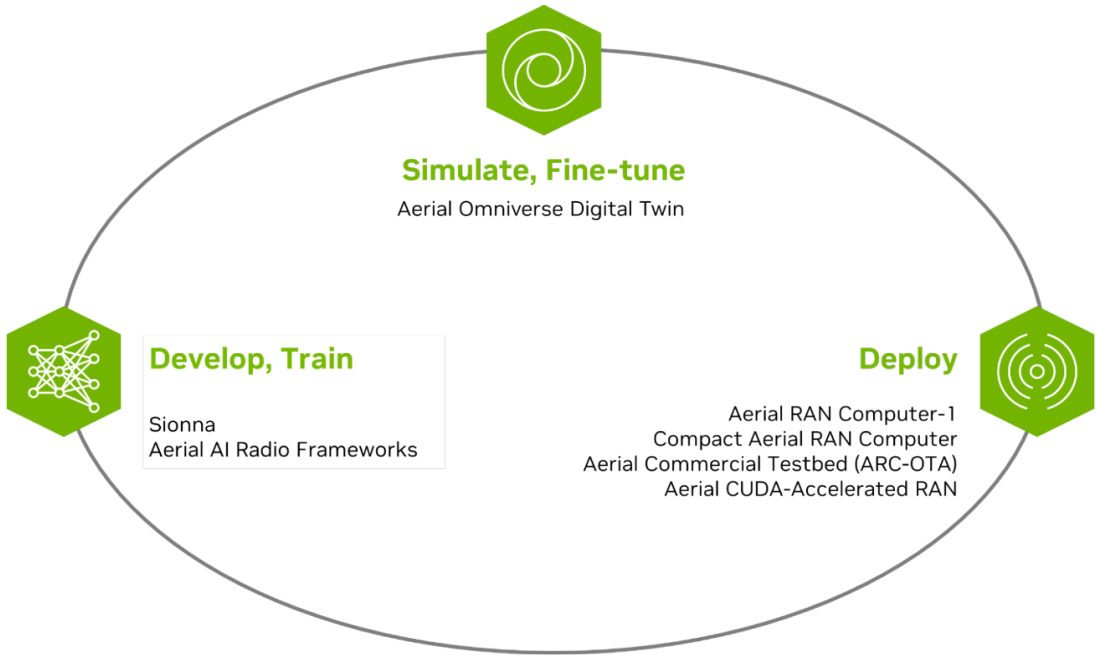 Simulate, Fine-tune
Aerial Omniverse Digital Twin
Develop, Train
Sionna
Aerial AI Radio Frameworks
Deploy
Aerial RAN Computer-1
Compact Aerial RAN Computer
Aerial Commercial Testbed (ARC-OTA)
Aerial CUDA-Accelerated RAN